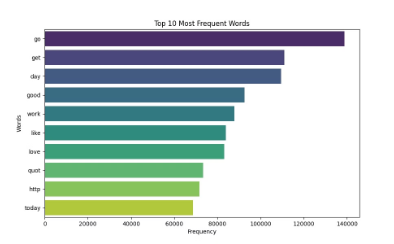 Top 10 Most Frequent Words
Words
go
get
day
good
work
like
love
quot
http
today
0 20000 40000 60000 80000 100000 120000 140000
Frequency